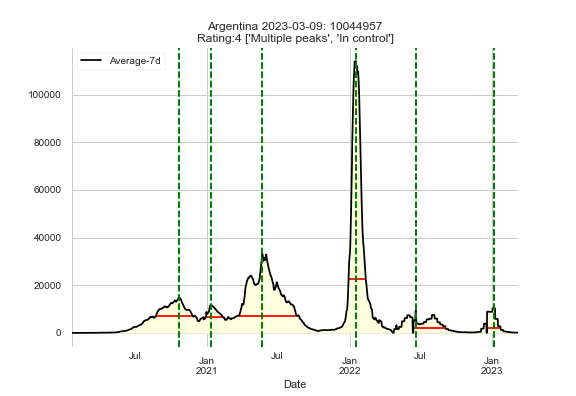 Argentina 2023-03-09: 10044957
Rating:4 ['Multiple peaks', 'In control']
Average-7d
100000
80000
60000
40000
20000
0
Jul
Jan
2021
Jul
Jan
2022
Jul
Jan
2023
Date